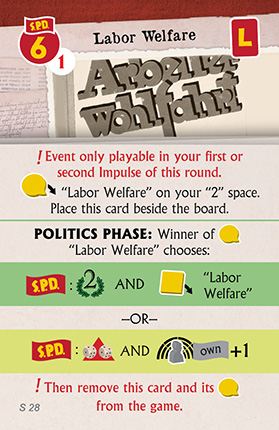 S.P.D.
6
1
Labor Welfare
L
Arbeiter
wohlfahrt
! Event only playable in your first or
second Impulse of this round.
“Labor Welfare” on your “2” space.
Place this card beside the board.
POLITICS PHASE: Winner of
“Labor Welfare” chooses:
S.P.D. : 2 AND “Labor
Welfare”
–OR–
S.P.D. : AND own +1
! Then remove this card and its
from the game.
S 28